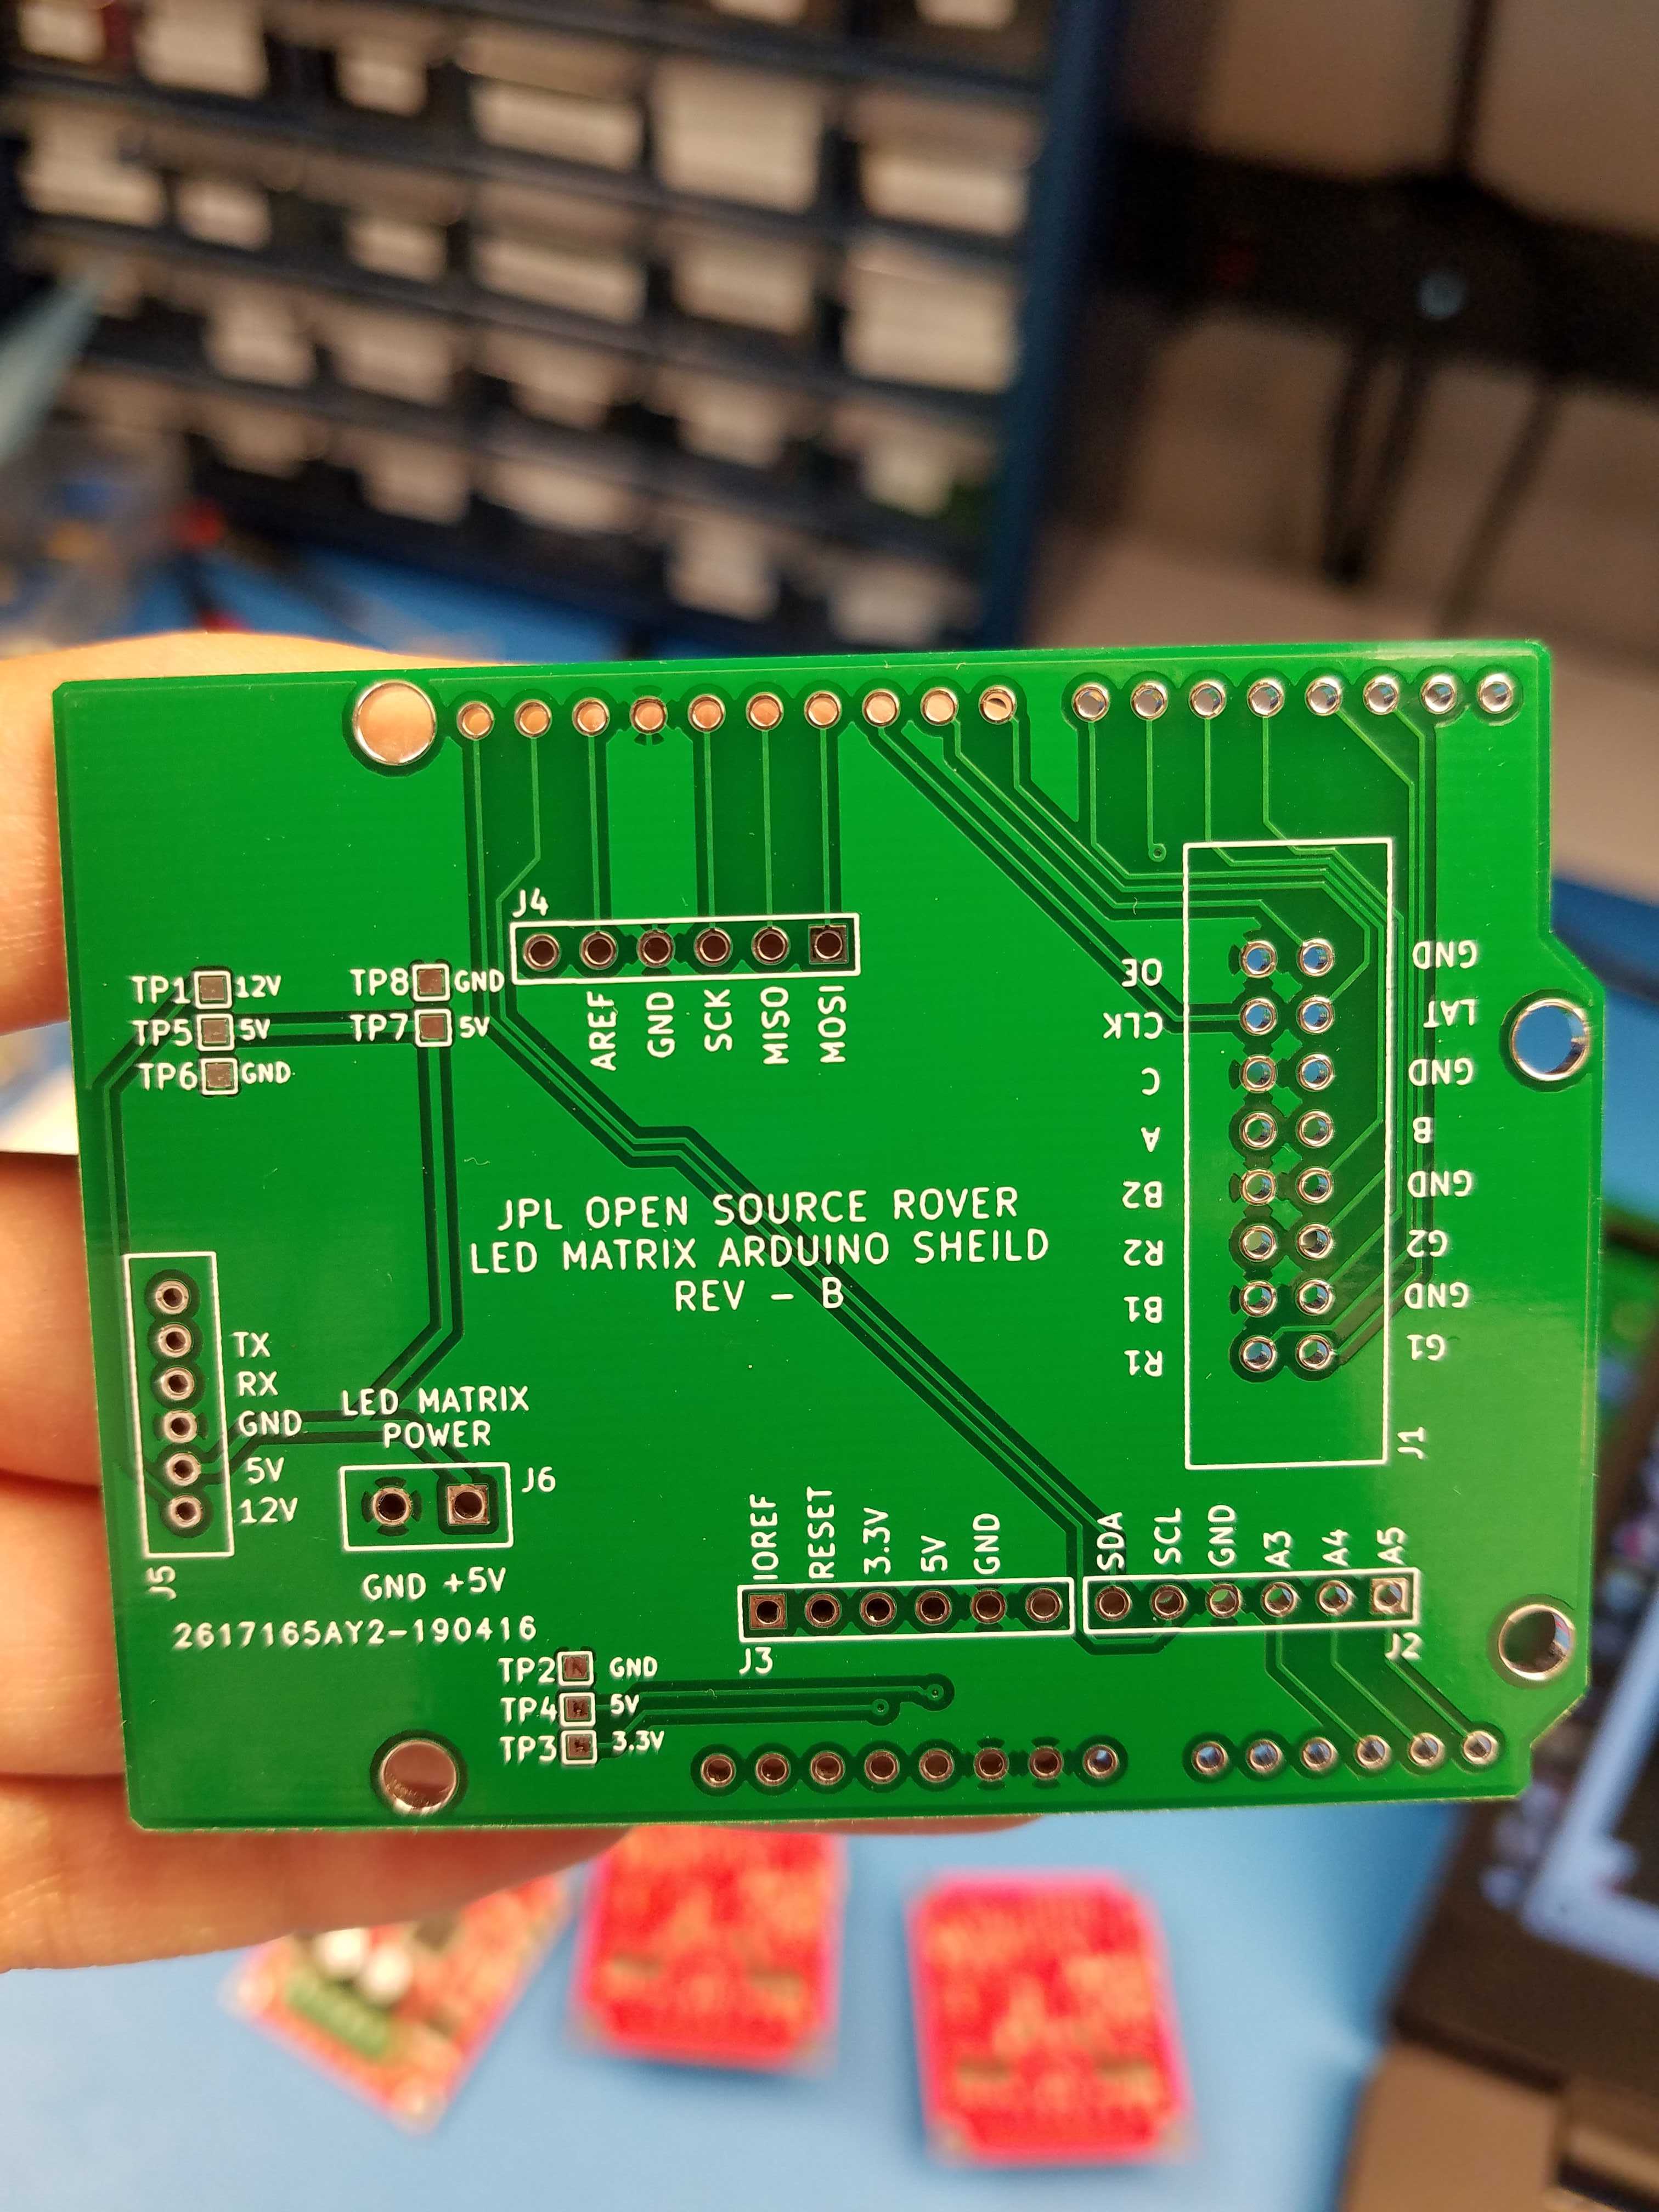 J4
AREF
GND
SCK
MISO
MOSI
TP1 12V
TP5 5V
TP6 GND
TP8 GND
TP7 5V
JPL OPEN SOURCE ROVER
LED MATRIX ARDUINO SHEILD
REV - B
OE
CLK
C
A
B2
R2
B1
R1
GND
LAT
GND
B
GND
G2
GND
G1
J1
TX
RX
GND
5V
12V
J5
LED MATRIX
POWER
J6
GND +5V
2617165AY2-190416
IOREF
RESET
3.3V
5V
GND
J3
SDA
SCL
GND
A3
A4
A5
J2
TP2 GND
TP4 5V
TP3 3.3V